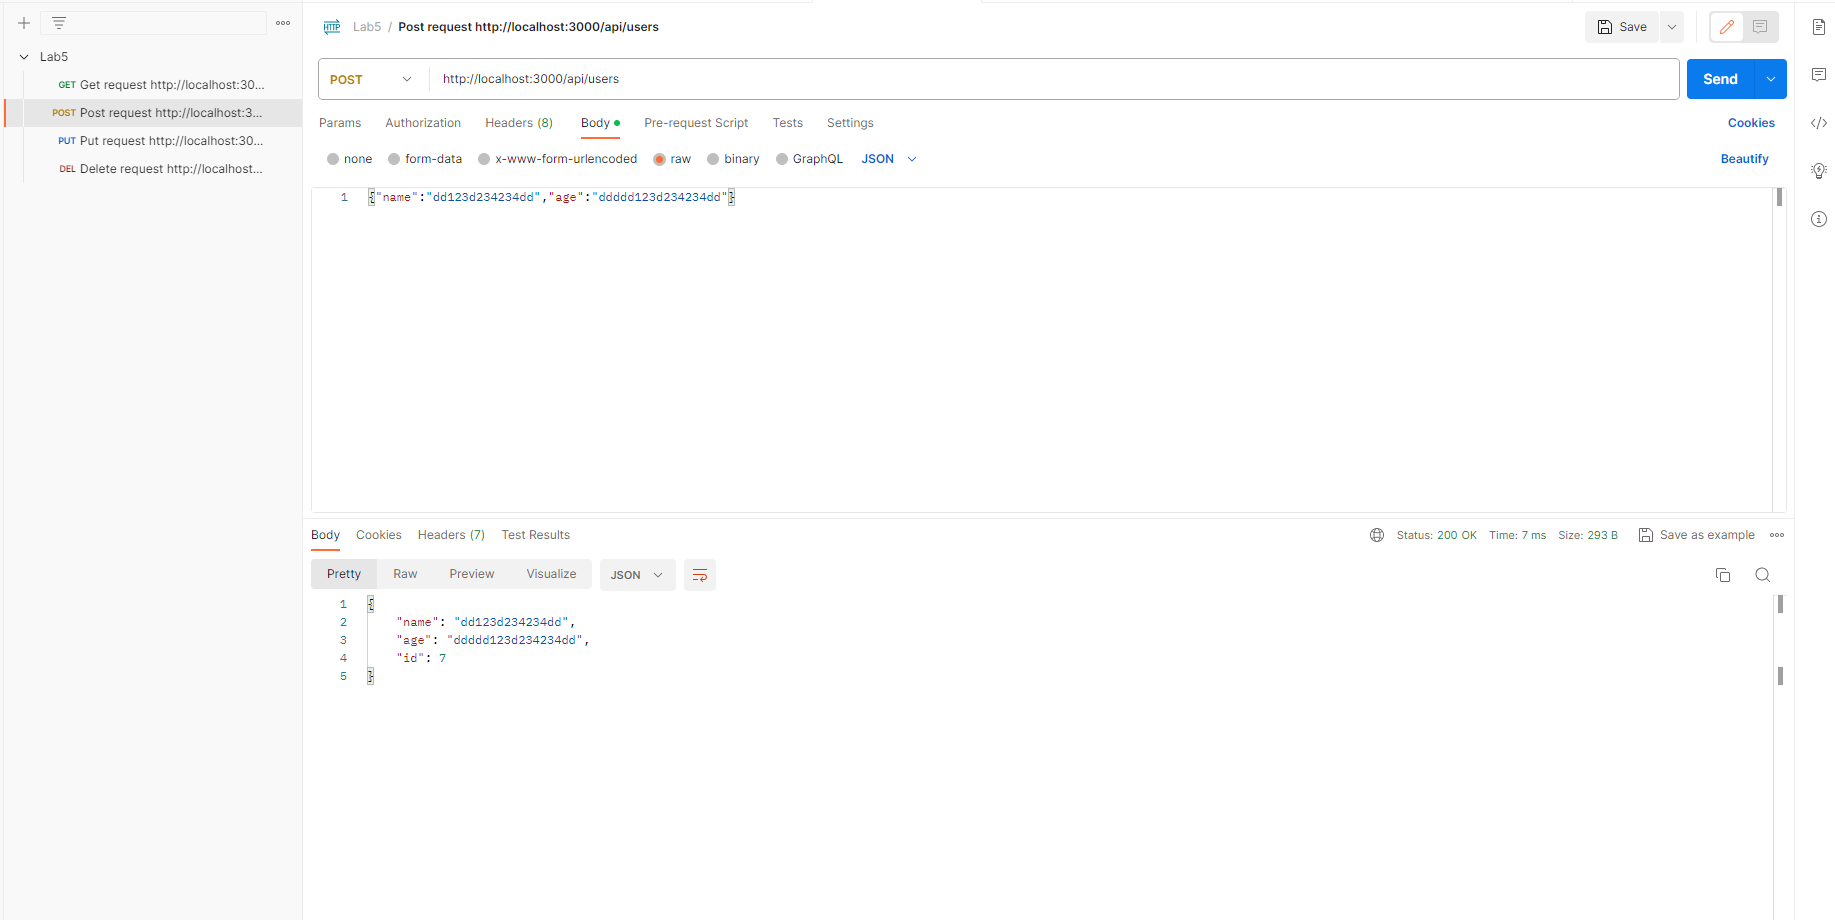 Lab5
GET Get request http://localhost:30...
POST Post request http://localhost:3...
PUT Put request http://localhost:30...
DEL Delete request http://localhost...
HTTP Lab5 / Post request http://localhost:3000/api/users
Save
POST http://localhost:3000/api/users
Send
Params Authorization Headers (8) Body Pre-request Script Tests Settings Cookies
none form-data x-www-form-urlencoded raw binary GraphQL JSON Beautify
1 {"name":"dd123d234234dd","age":"ddddd123d234234dd"}
Body Cookies Headers (7) Test Results Status: 200 OK Time: 7 ms Size: 293 B Save as example
Pretty Raw Preview Visualize JSON
1 {
2 "name": "dd123d234234dd",
3 "age": "ddddd123d234234dd",
4 "id": 7
5 }